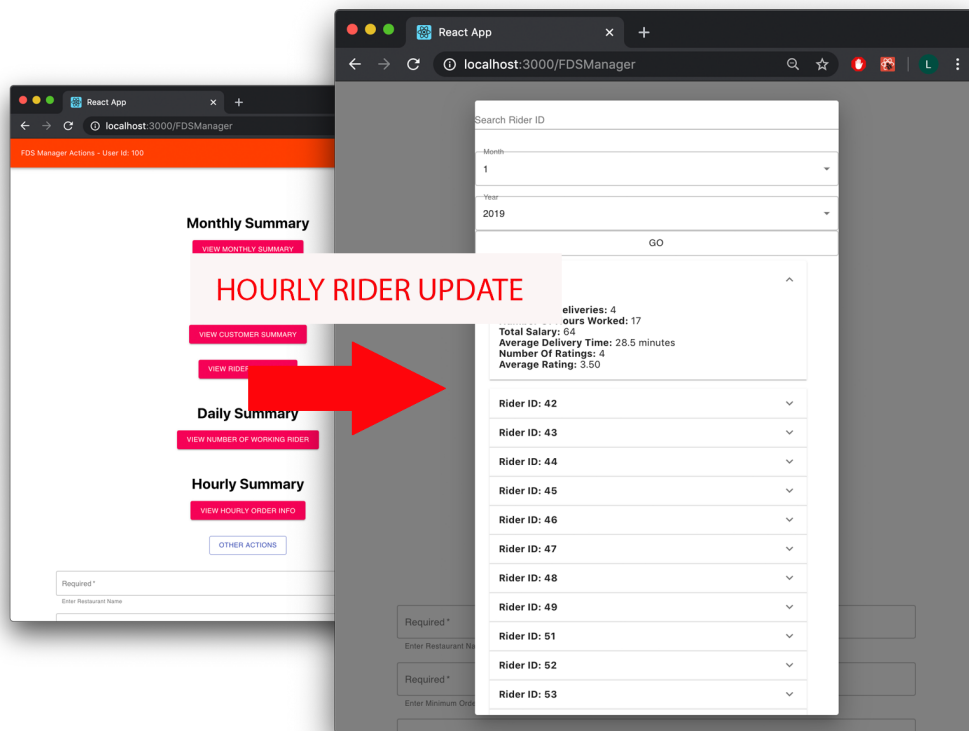 React App
localhost:3000/FDSManager
FDS Manager Actions - User Id: 100
Monthly Summary
VIEW MONTHLY SUMMARY
VIEW CUSTOMER SUMMARY
VIEW RIDER
Daily Summary
VIEW NUMBER OF WORKING RIDER
Hourly Summary
VIEW HOURLY ORDER INFO
OTHER ACTIONS
Required *
Enter Restaurant Name
HOURLY RIDER UPDATE
React App
localhost:3000/FDSManager
L
Search Rider ID
Month
1
Year
2019
GO
eliveries: 4
Hours Worked: 17
Total Salary: 64
Average Delivery Time: 28.5 minutes
Number Of Ratings: 4
Average Rating: 3.50
Rider ID: 42
Rider ID: 43
Rider ID: 44
Rider ID: 45
Rider ID: 46
Rider ID: 47
Rider ID: 48
Rider ID: 49
Rider ID: 51
Rider ID: 52
Rider ID: 53
Required *
Enter Restaurant Na
Required *
Enter Minimum Orde